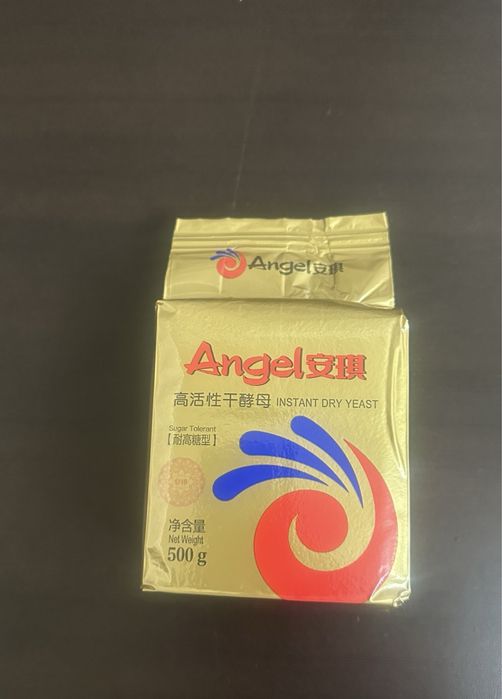 Angel安琪
Angel安琪
高活性干酵母 INSTANT DRY YEAST
Sugar Tolerant
【耐高糖型】
净含量
Net Weight
500 g